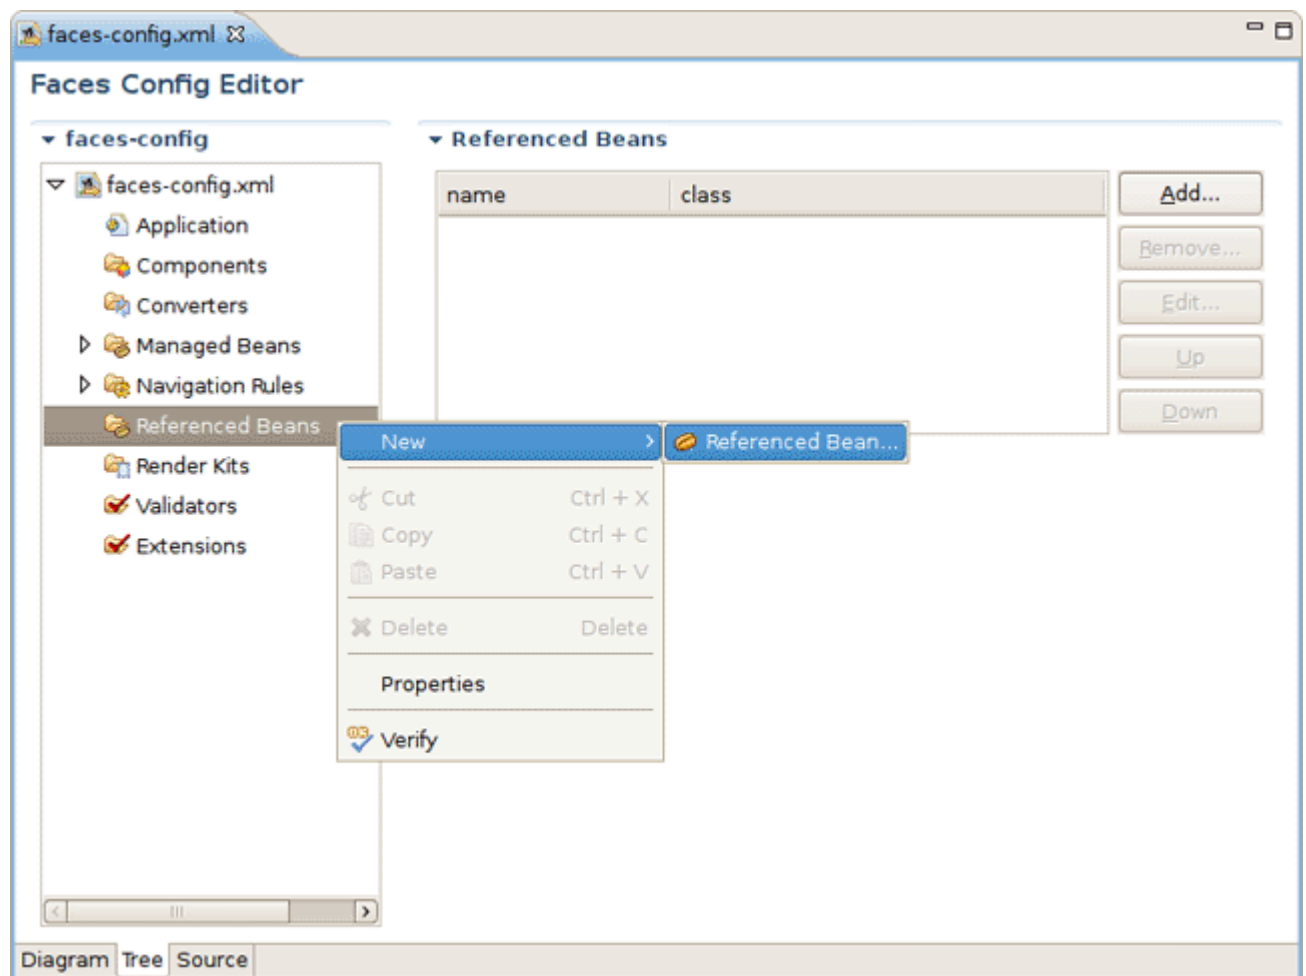 faces-config.xml
Faces Config Editor
faces-config
faces-config.xml
Application
Components
Converters
Managed Beans
Navigation Rules
Referenced Beans
Render Kits
Validators
Extensions
Referenced Beans
name class
Add...
Remove...
Edit...
Up
Down
New
Referenced Bean...
Cut Ctrl + X
Copy Ctrl + C
Paste Ctrl + V
Delete Delete
Properties
Verify
Diagram Tree Source